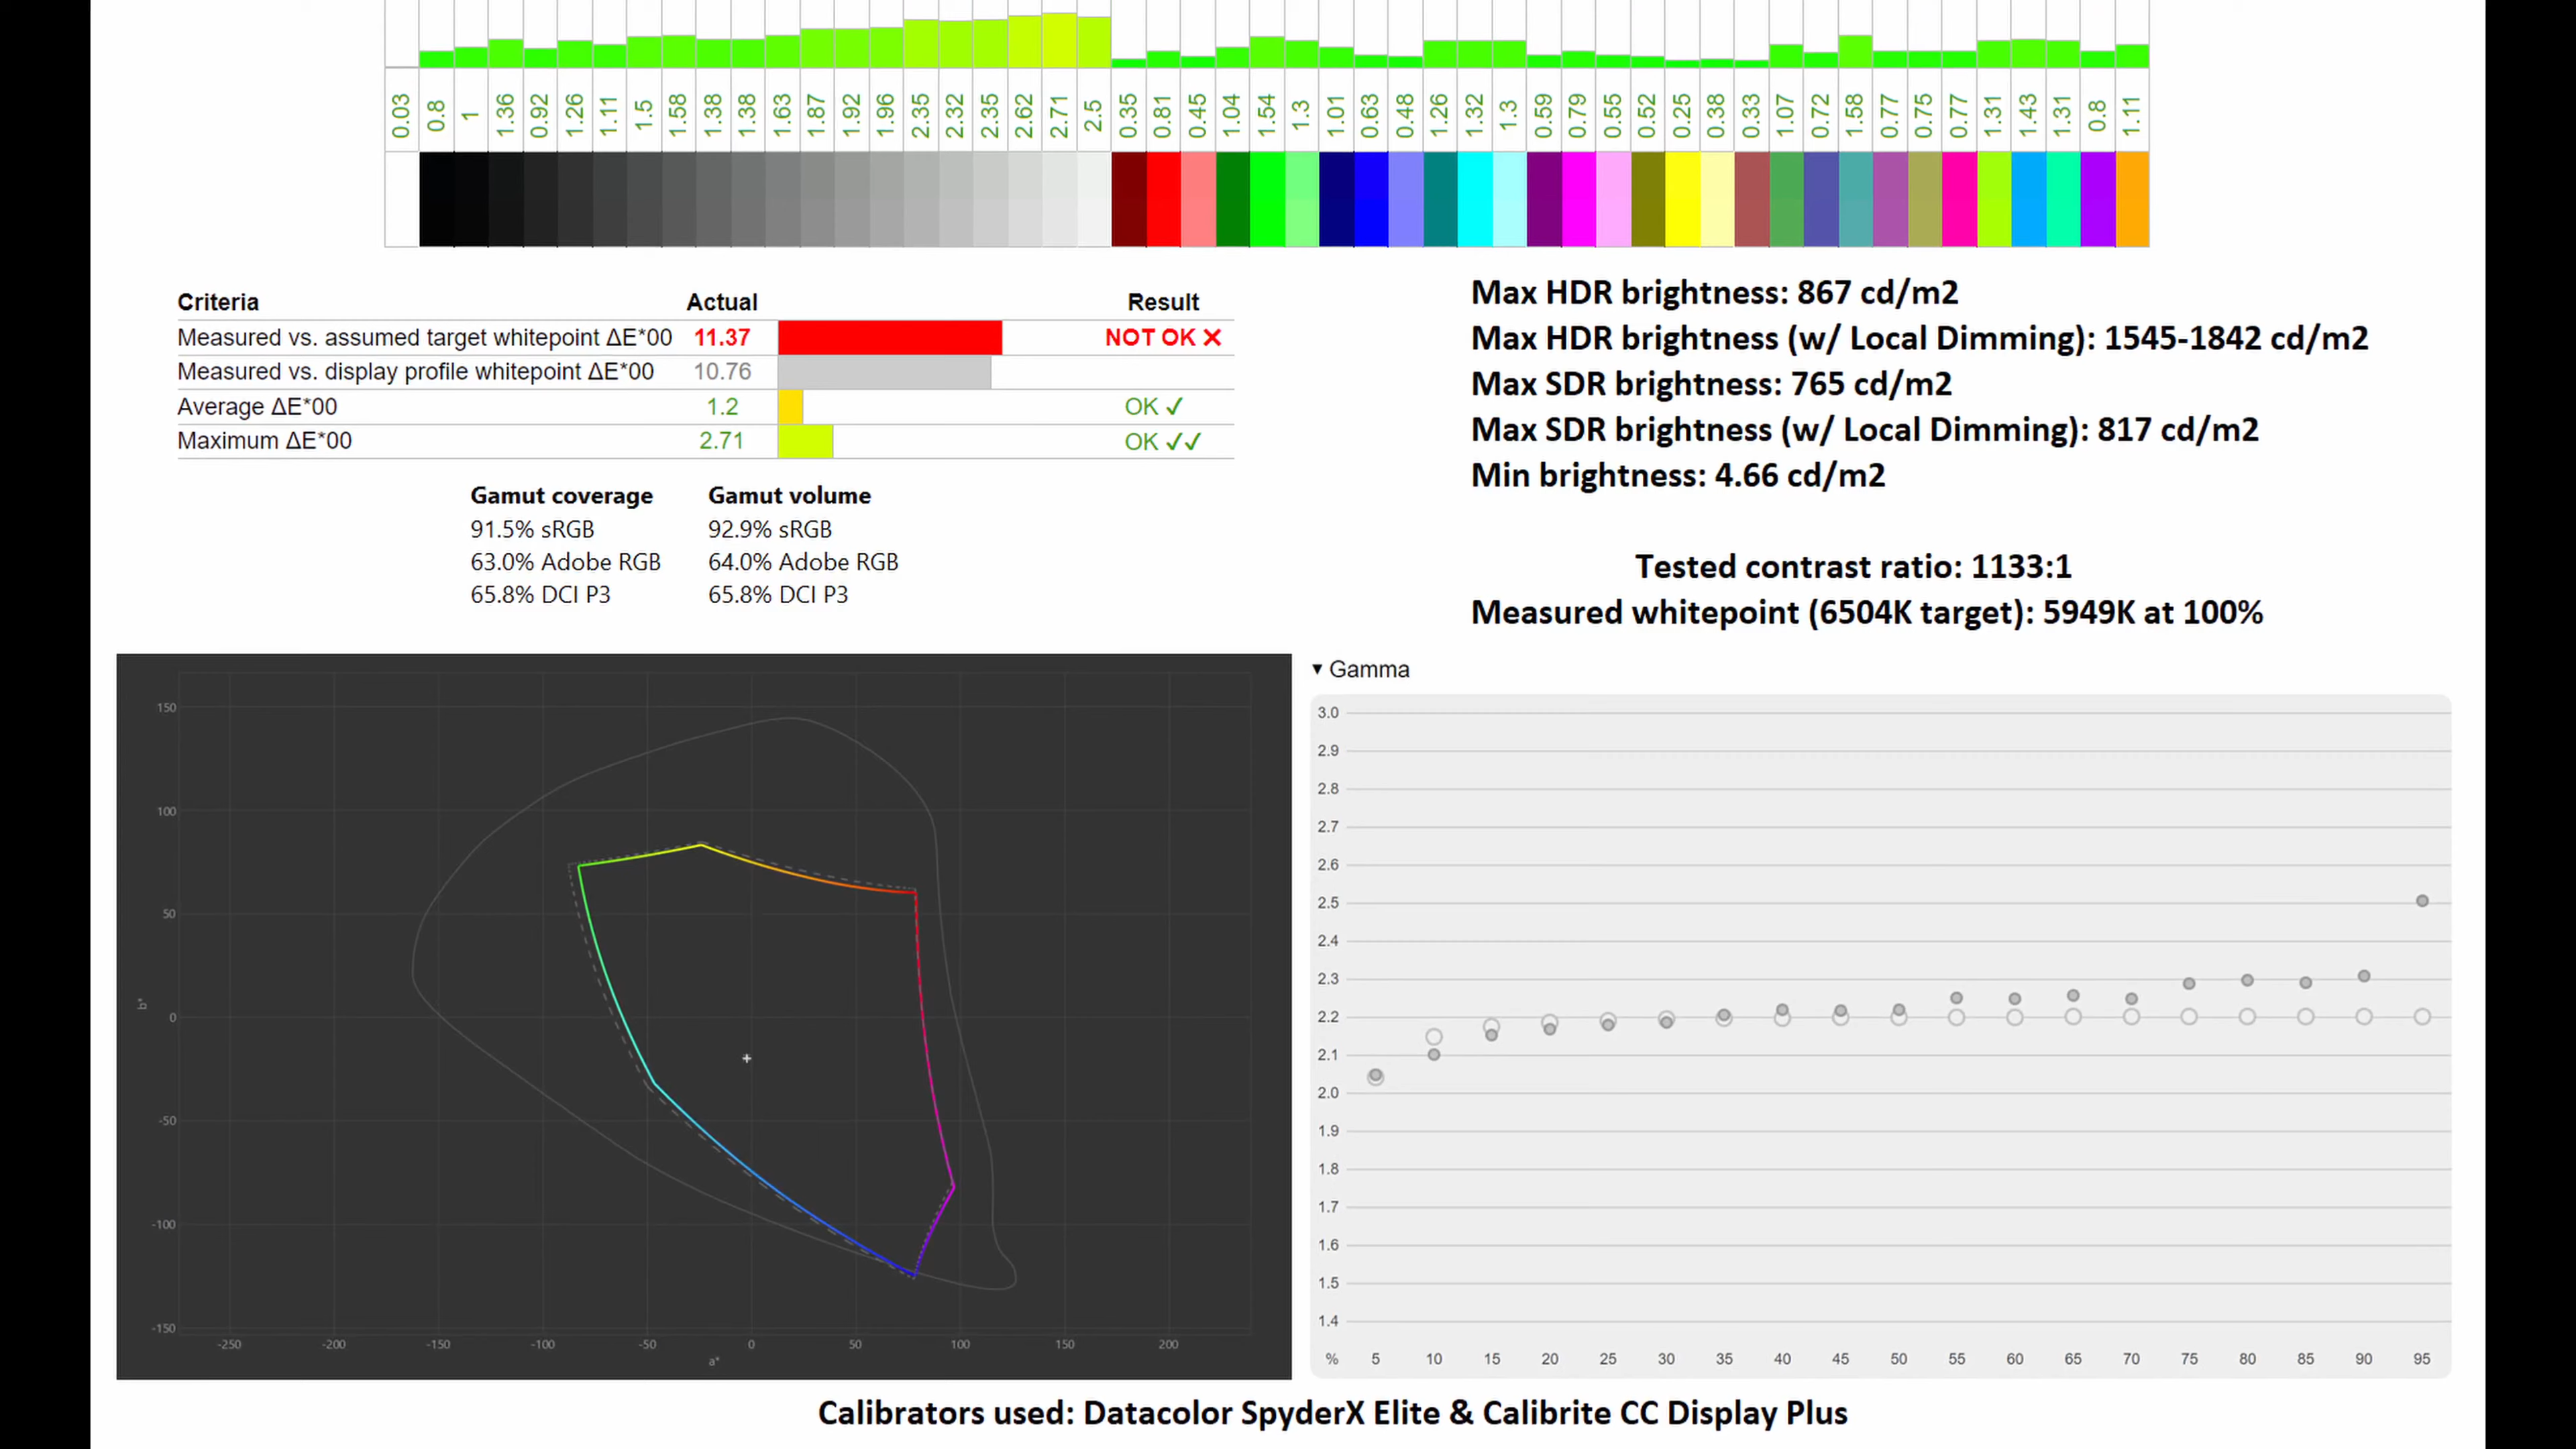 0.03 0.8 1 1.36 0.92 1.26 1.11 1.5 1.58 1.38 1.38 1.63 1.87 1.92 1.96 2.35 2.32 2.35 2.62 2.71 2.5 0.35 0.81 0.45 1.04 1.54 1.3 1.01 0.63 0.48 1.26 1.32 1.3 0.59 0.79 0.55 0.52 0.25 0.38 0.33 1.07 0.72 1.58 0.77 0.75 0.77 1.31 1.43 1.31 0.8 1.11
Criteria Actual Result
Measured vs. assumed target whitepoint ΔE*00 11.37 NOT OK ✕
Measured vs. display profile whitepoint ΔE*00 10.76
Average ΔE*00 1.2 OK ✓
Maximum ΔE*00 2.71 OK ✓✓
Gamut coverage Gamut volume
91.5% sRGB 92.9% sRGB
63.0% Adobe RGB 64.0% Adobe RGB
65.8% DCI P3 65.8% DCI P3
Max HDR brightness: 867 cd/m2
Max HDR brightness (w/ Local Dimming): 1545-1842 cd/m2
Max SDR brightness: 765 cd/m2
Max SDR brightness (w/ Local Dimming): 817 cd/m2
Min brightness: 4.66 cd/m2
Tested contrast ratio: 1133:1
Measured whitepoint (6504K target): 5949K at 100%
150
100
50
0
-50
-100
-150
b*
-250 -200 -150 -100 -50 0 50 100 150 200
a*
▼ Gamma
3.0
2.9
2.8
2.7
2.6
2.5
2.4
2.3
2.2
2.1
2.0
1.9
1.8
1.7
1.6
1.5
1.4
% 5 10 15 20 25 30 35 40 45 50 55 60 65 70 75 80 85 90 95
Calibrators used: Datacolor SpyderX Elite & Calibrite CC Display Plus